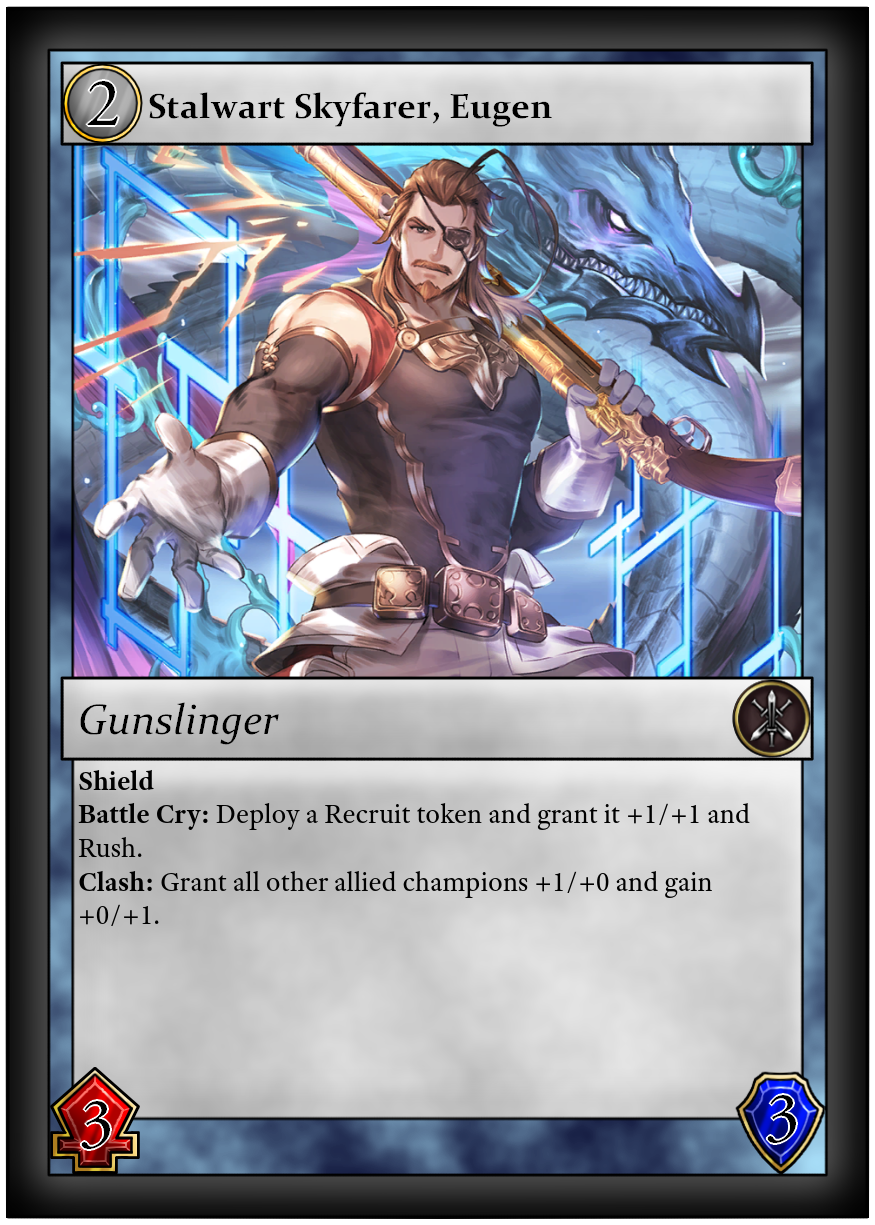 2
Stalwart Skyfarer, Eugen
Gunslinger
Shield
Battle Cry: Deploy a Recruit token and grant it +1/+1 and
Rush.
Clash: Grant all other allied champions +1/+0 and gain
+0/+1.
3
3